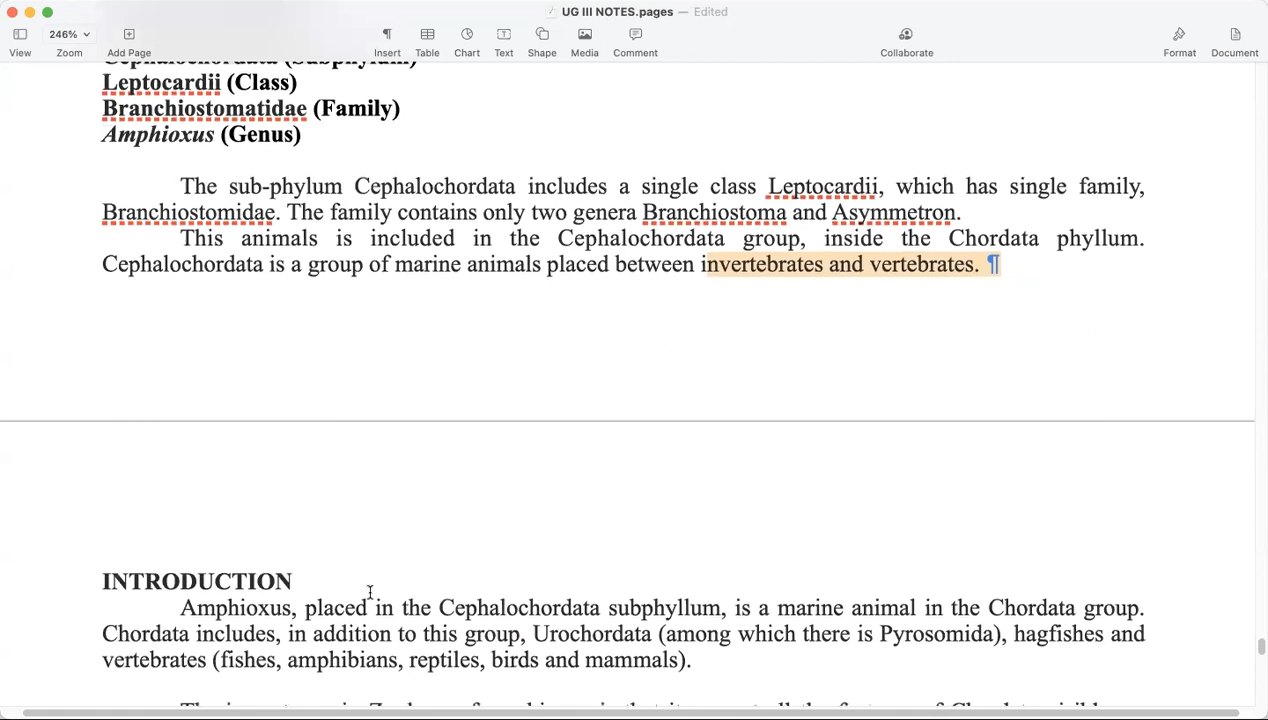 UG III NOTES.pages — Edited
246%
View Zoom Add Page Insert Table Chart Text Shape Media Comment Collaborate Format Document
Cephalochordata (Subphylum)
Leptocardii (Class)
Branchiostomatidae (Family)
Amphioxus (Genus)
The sub-phylum Cephalochordata includes a single class Leptocardii, which has single family,
Branchiostomidae. The family contains only two genera Branchiostoma and Asymmetron.
This animals is included in the Cephalochordata group, inside the Chordata phyllum.
Cephalochordata is a group of marine animals placed between invertebrates and vertebrates. ¶
INTRODUCTION
Amphioxus, placed in the Cephalochordata subphyllum, is a marine animal in the Chordata group.
Chordata includes, in addition to this group, Urochordata (among which there is Pyrosomida), hagfishes and
vertebrates (fishes, amphibians, reptiles, birds and mammals).